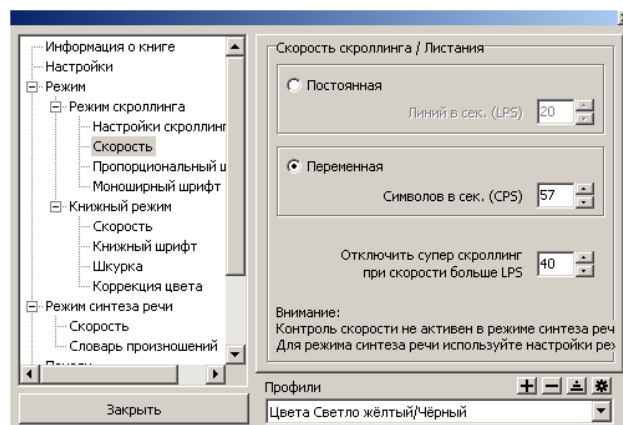 Информация о книге
Настройки
Режим
Режим скроллинга
Настройки скроллинг
Скорость
Пропорциональный ш
Моноширный шрифт
Книжный режим
Скорость
Книжный шрифт
Шкурка
Коррекция цвета
Режим синтеза речи
Скорость
Словарь произношений
Закрыть
Скорость скроллинга / Листания
Постоянная
Линий в сек. (LPS) 20
Переменная
Символов в сек. (CPS) 57
Отключить супер скроллинг
при скорости больше LPS 40
Внимание:
Контроль скорости не активен в режиме синтеза реч
Для режима синтеза речи используйте настройки ре
Профили
Цвета Светло жёлтый/Чёрный